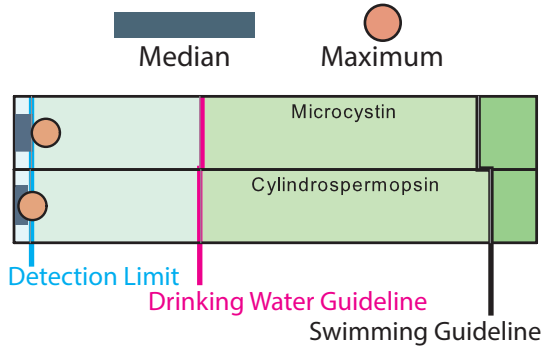 Median
Maximum
Microcystin
Cylindrospermopsin
Detection Limit
Drinking Water Guideline
Swimming Guideline